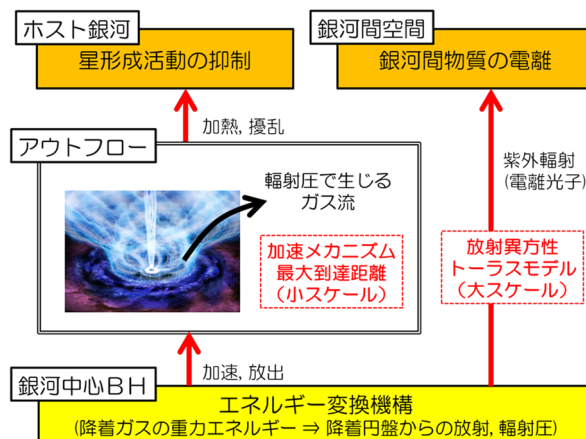 ホスト銀河
銀河間空間
星形成活動の抑制
銀河間物質の電離
加熱, 擾乱
アウトフロー
紫外輻射
(電離光子)
輻射圧で生じる
ガス流
加速メカニズム
最大到達距離
(小スケール)
放射異方性
トーラスモデル
(大スケール)
加速, 放出
銀河中心BH
エネルギー変換機構
(降着ガスの重力エネルギー ⇒ 降着円盤からの放射, 輻射圧)